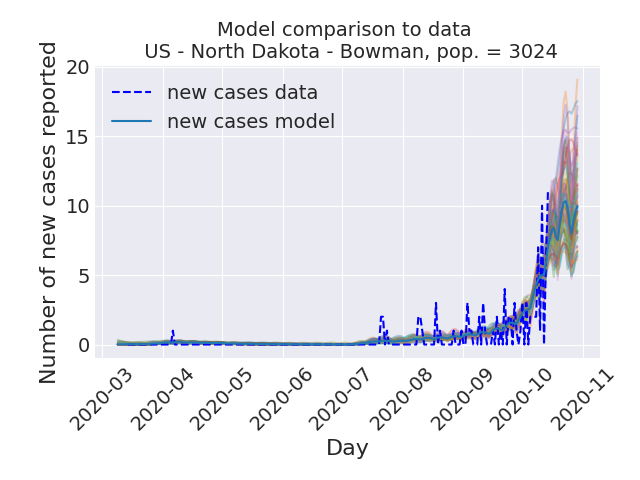 Model comparison to data
US - North Dakota - Bowman, pop. = 3024
new cases data
new cases model
Number of new cases reported
20
15
10
5
0
2020-03
2020-04
2020-05
2020-06
2020-07
2020-08
2020-09
2020-10
2020-11
Day